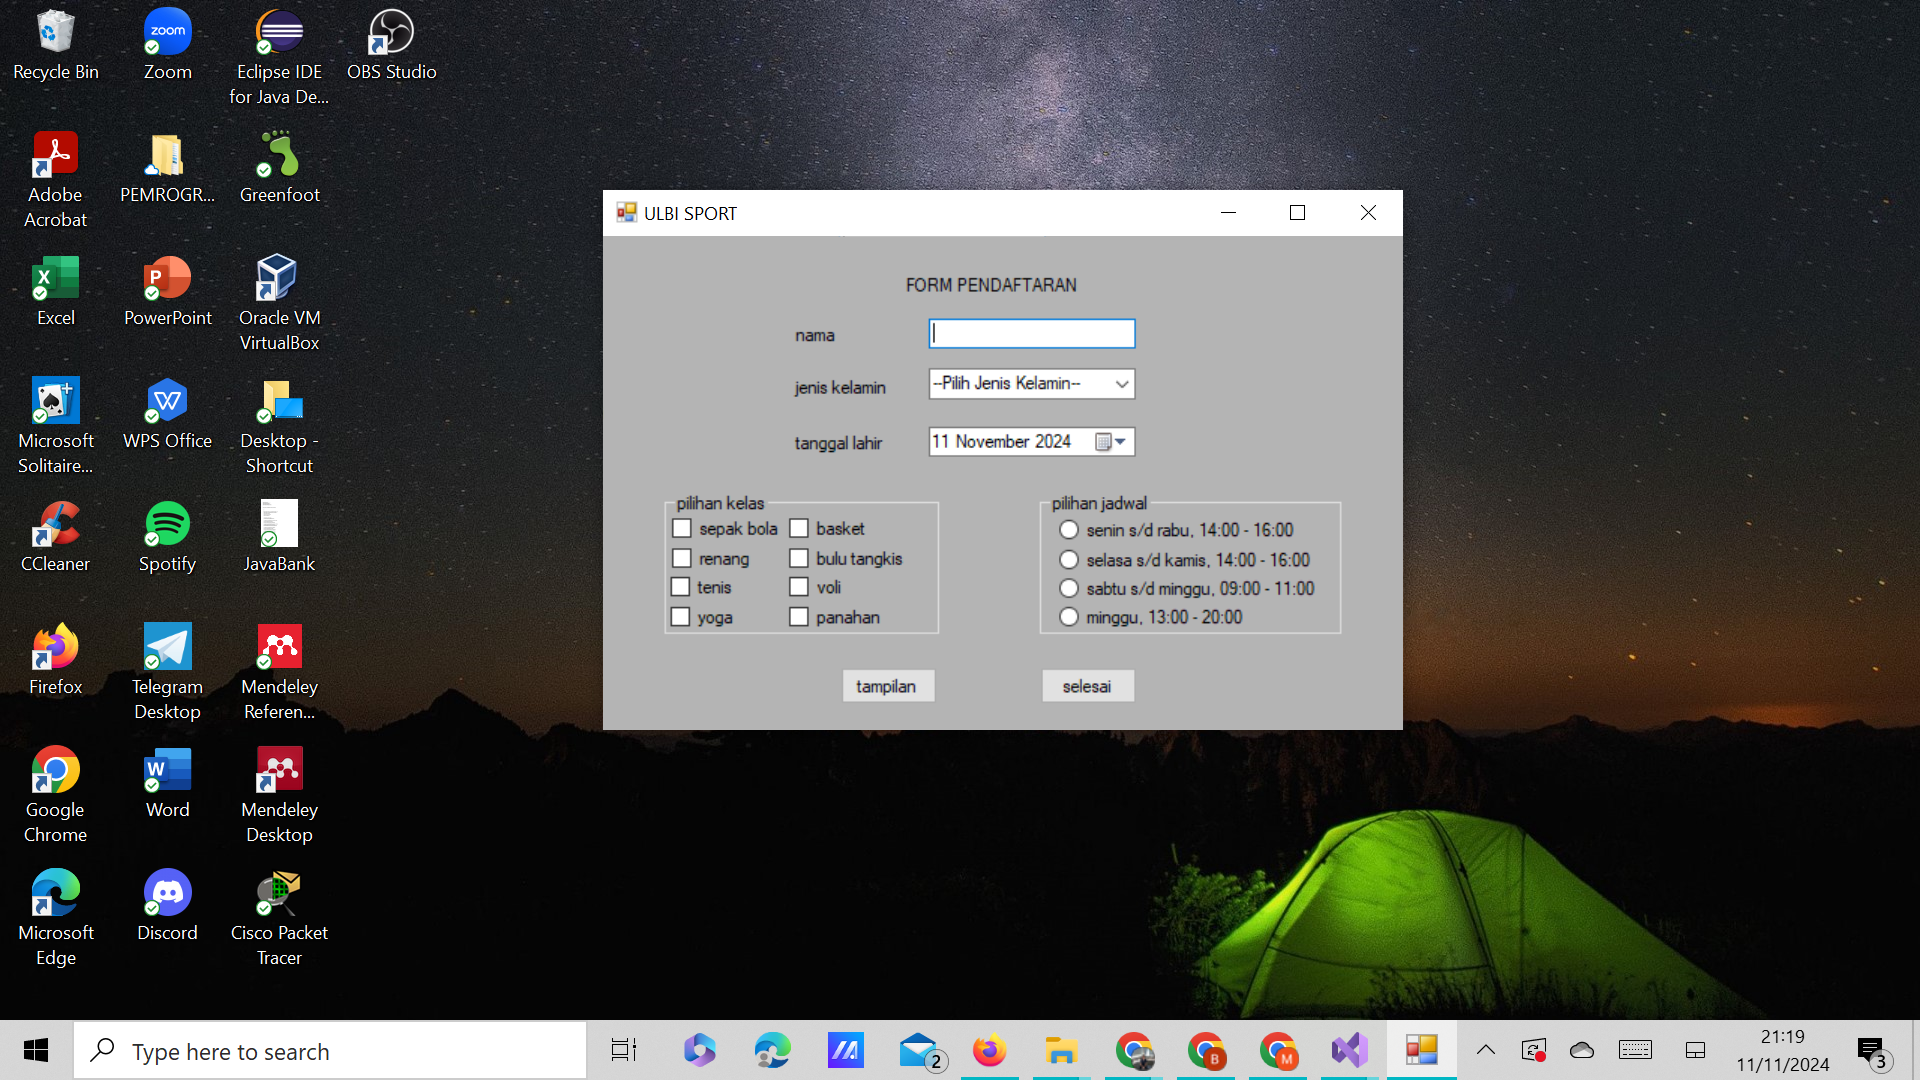 Recycle Bin
Zoom
zoom
Eclipse IDE
for Java De...
OBS Studio
Adobe
Acrobat
PEMROGR...
Greenfoot
Excel
PowerPoint
Oracle VM
VirtualBox
Microsoft
Solitaire...
WPS Office
Desktop -
Shortcut
CCleaner
Spotify
JavaBank
Firefox
Telegram
Desktop
Mendeley
Referen...
Google
Chrome
Word
Mendeley
Desktop
Microsoft
Edge
Discord
Cisco Packet
Tracer
ULBI SPORT
FORM PENDAFTARAN
nama
jenis kelamin
--Pilih Jenis Kelamin--
tanggal lahir
11 November 2024
pilihan kelas
sepak bola
basket
renang
bulu tangkis
tenis
voli
yoga
panahan
pilihan jadwal
senin s/d rabu, 14:00 - 16:00
selasa s/d kamis, 14:00 - 16:00
sabtu s/d minggu, 09:00 - 11:00
minggu, 13:00 - 20:00
tampilan
selesai
Type here to search
2
B
M
21:19
11/11/2024
3